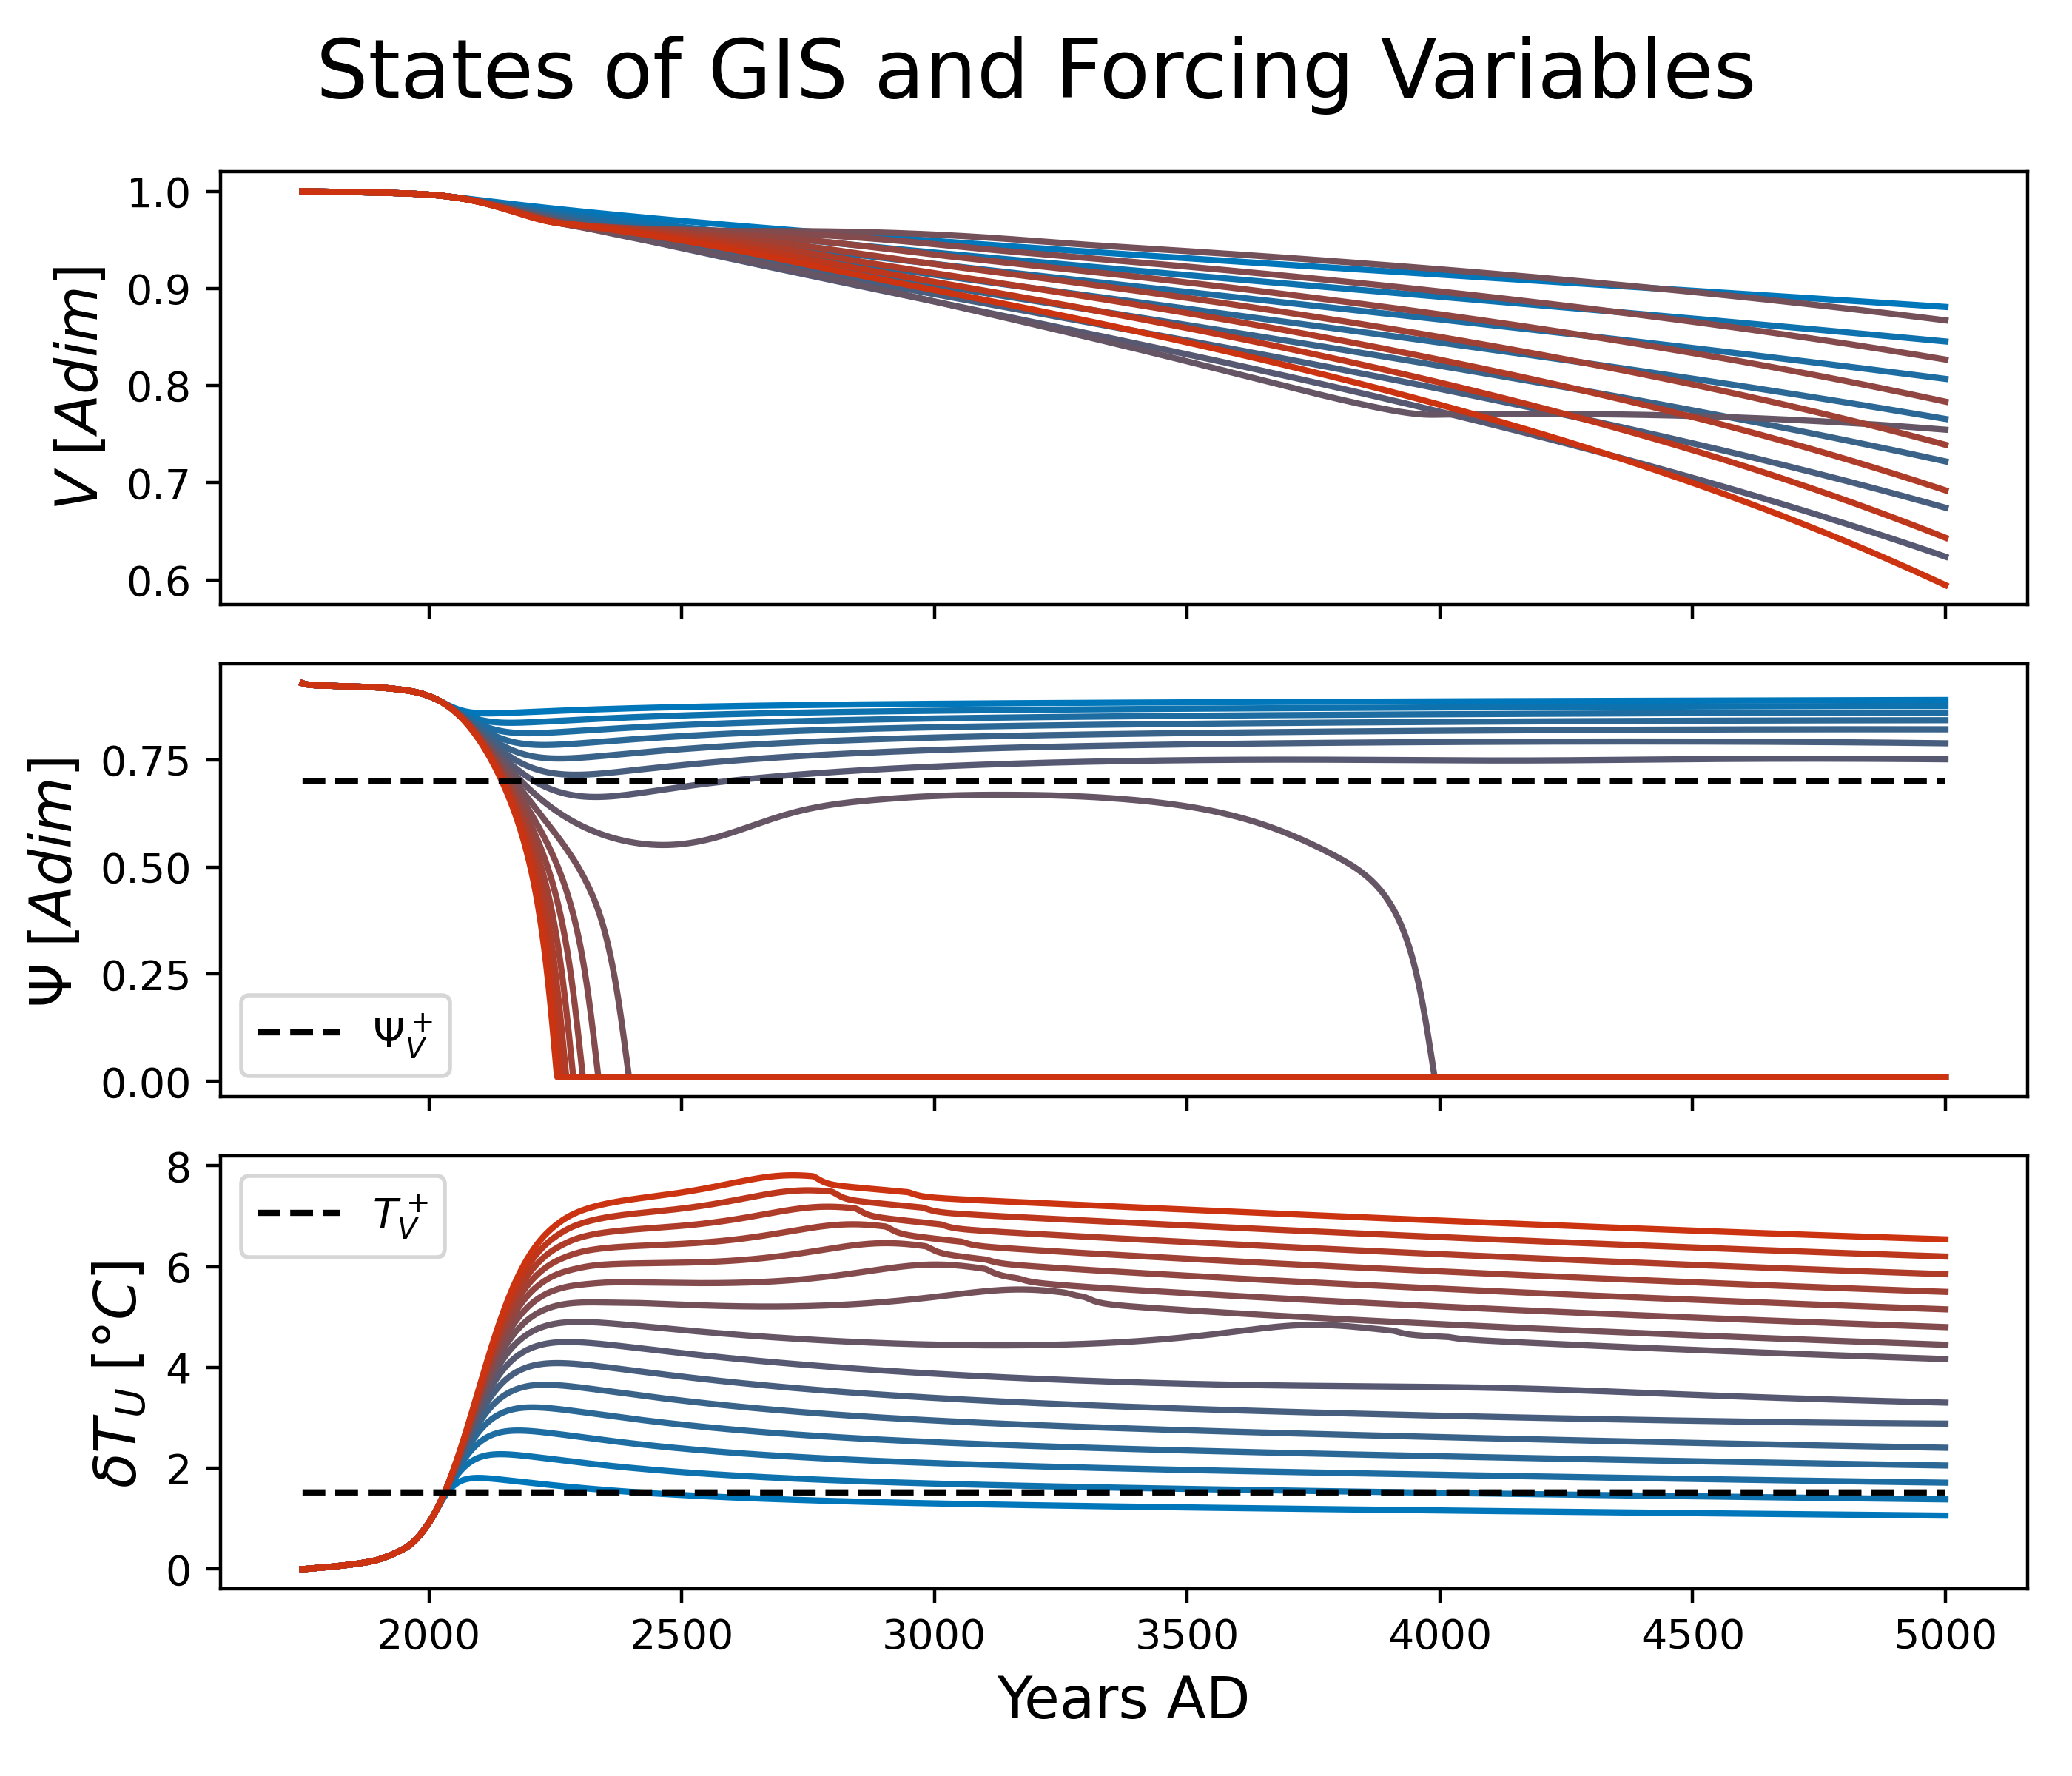 States of GIS and Forcing Variables
V [Adim]
1.0
0.9
0.8
0.7
0.6
Ψ [Adim]
0.75
0.50
0.25
0.00
Ψ_V^+
δT_U [°C]
8
6
4
2
0
T_V^+
2000 2500 3000 3500 4000 4500 5000
Years AD